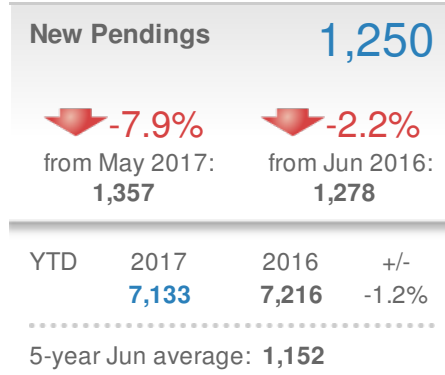 New Pendings 1,250
-7.9% -2.2%
from May 2017: from Jun 2016:
1,357 1,278
YTD 2017 2016 +/-
7,133 7,216 -1.2%
5-year Jun average: 1,152